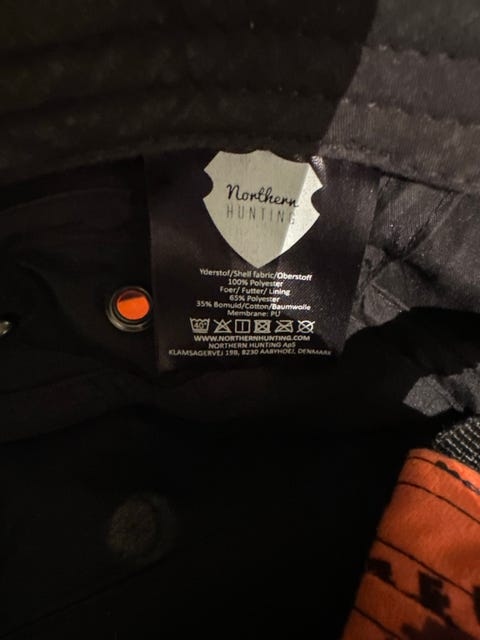 Northern
HUNTING
Yderstof/Shell fabric/Oberstoff
100% Polyester
Foer/ Futter/ Lining
65% Polyester
35% Bomuld/Cotton/Baumwolle
Membrane: PU
40°
WWW.NORTHERNHUNTING.COM
NORTHERN HUNTING ApS
KLAMSAGERVEJ 19B, 8230 AABYHOEJ, DENMARK